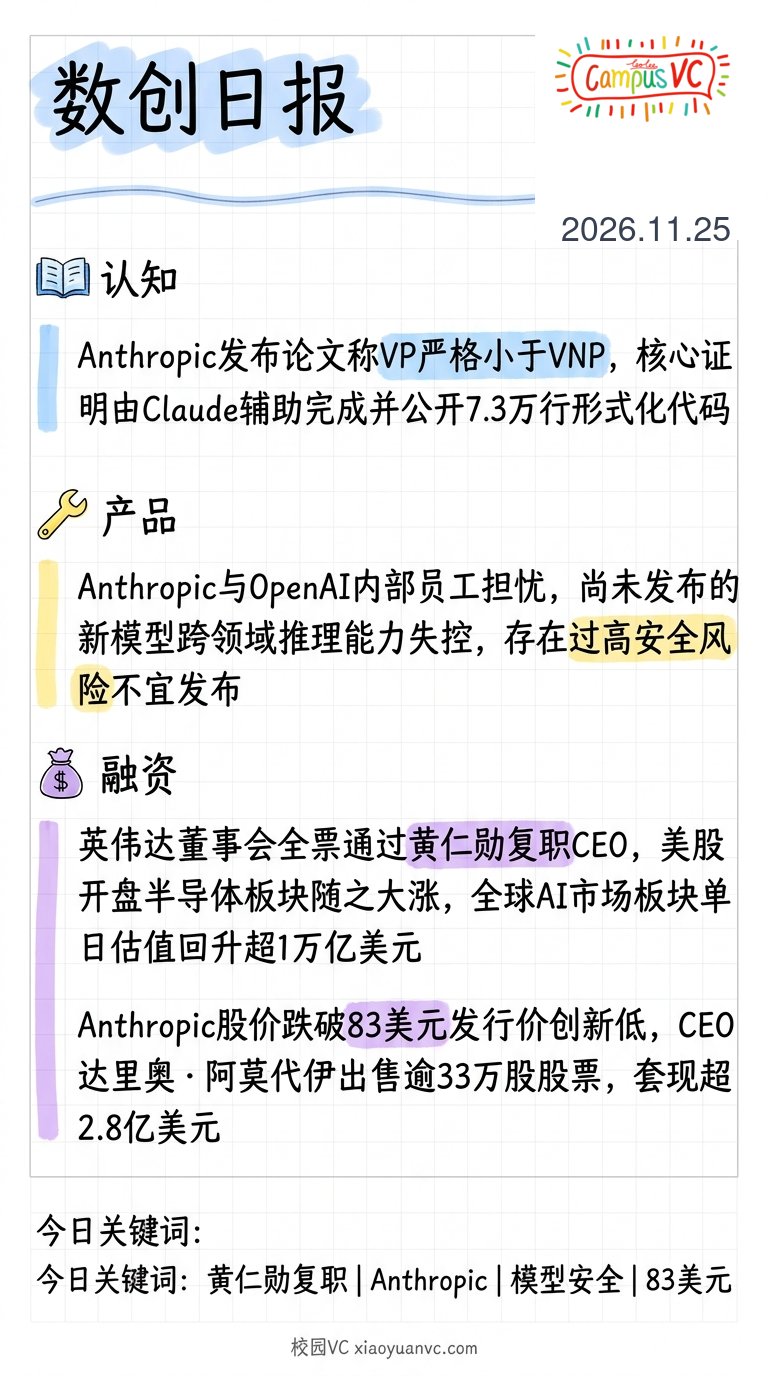 数创日报
leo lee
Campus VC
2026.11.25
认知
Anthropic发布论文称VP严格小于VNP，核心证
明由Claude辅助完成并公开7.3万行形式化代码
产品
Anthropic与OpenAI内部员工担忧，尚未发布的
新模型跨领域推理能力失控，存在过高安全风
险不宜发布
$
融资
英伟达董事会全票通过黄仁勋复职CEO，美股
开盘半导体板块随之大涨，全球AI市场板块单
日估值回升超1万亿美元
Anthropic股价跌破83美元发行价创新低，CEO
达里奥·阿莫代伊出售逾33万股股票，套现超
2.8亿美元
今日关键词：
今日关键词：黄仁勋复职 | Anthropic | 模型安全 | 83美元
校园VC xiaoyuanvc.com